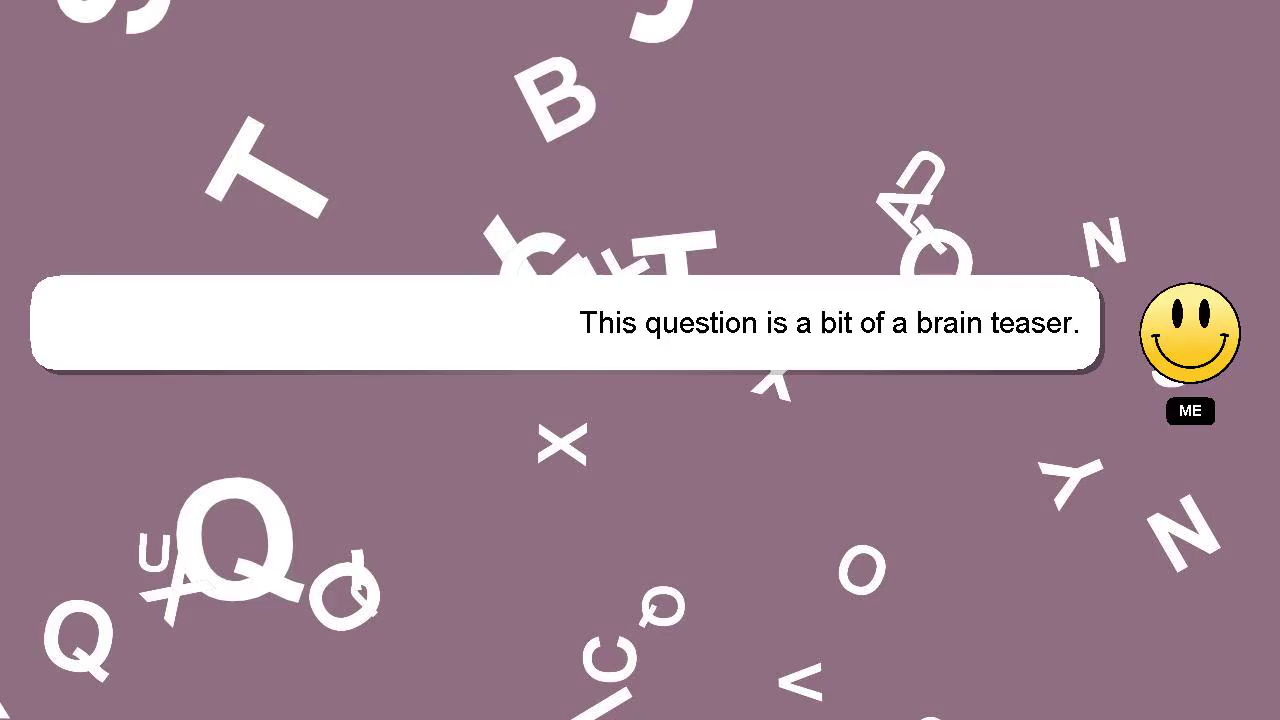 This question is a bit of a brain teaser.
ME
B
T
U
A
T
N
X
Y
N
Q
U
Q
Q
O
Q
C
V